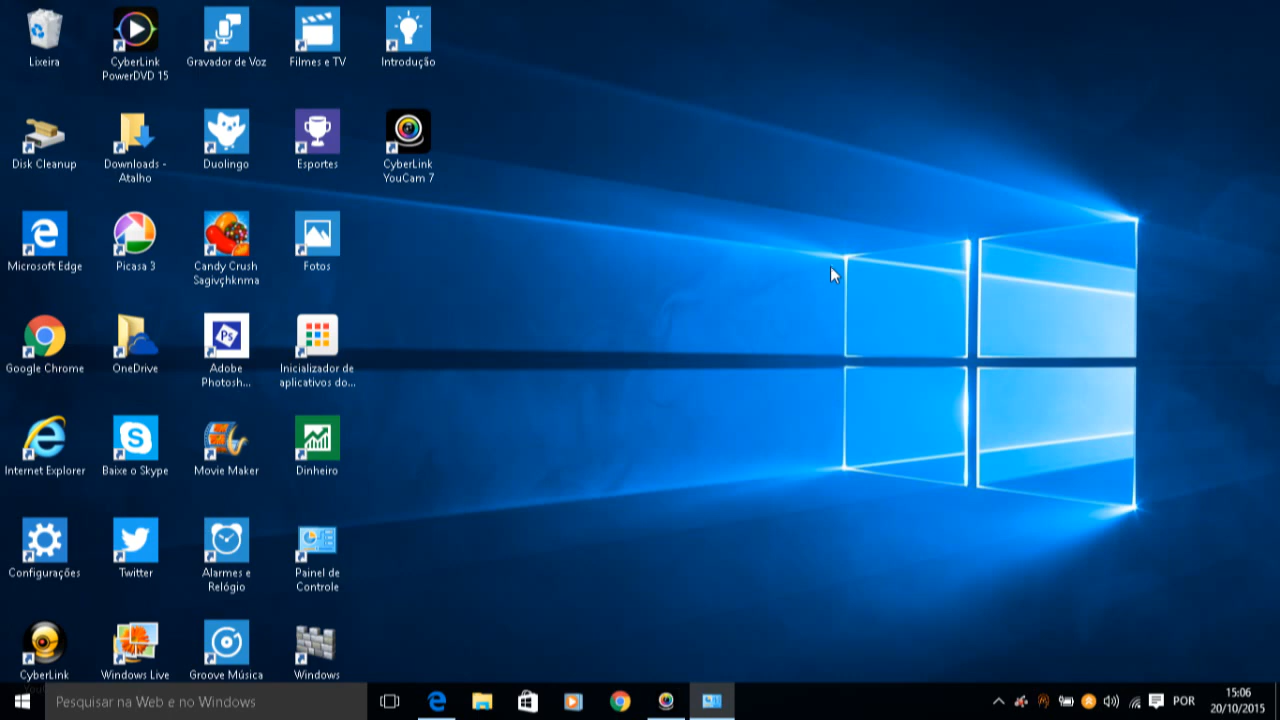 Lixeira
CyberLink
PowerDVD 15
Gravador de Voz
Filmes e TV
Introdução
Disk Cleanup
Downloads -
Atalho
Duolingo
Esportes
CyberLink
YouCam 7
Microsoft Edge
Picasa 3
Candy Crush
Sagivçhknma
Fotos
Google Chrome
OneDrive
Adobe
Photosh...
Inicializador de
aplicativos do...
Internet Explorer
Baixe o Skype
Movie Maker
Dinheiro
Configurações
Twitter
Alarmes e
Relógio
Painel de
Controle
CyberLink
Windows Live
Groove Música
Windows
Pesquisar na Web e no Windows
POR
15:06
20/10/2015